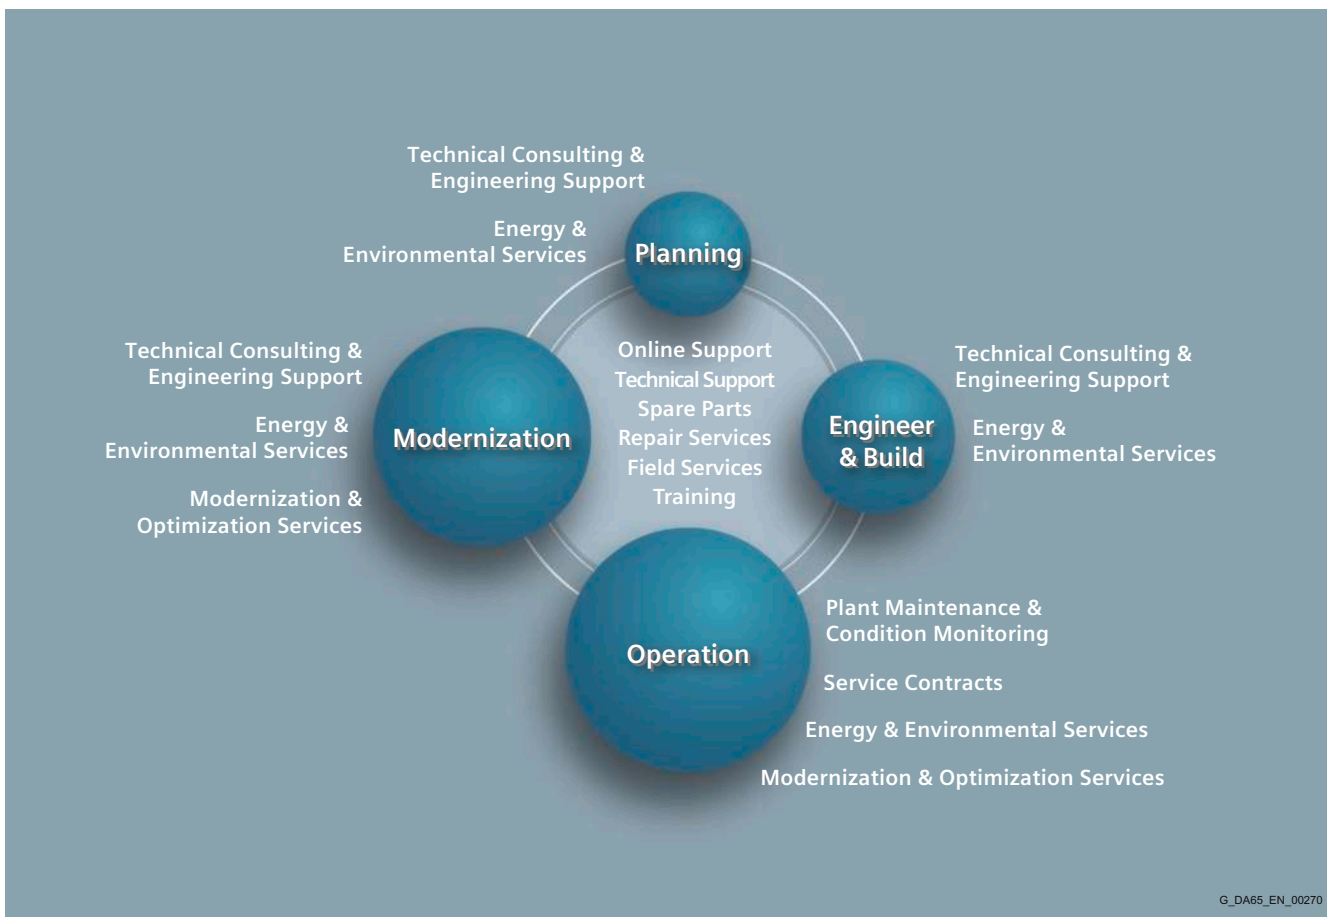 Technical Consulting &
Engineering Support
Energy &
Environmental Services
Planning
Technical Consulting &
Engineering Support
Energy &
Environmental Services
Modernization &
Optimization Services
Modernization
Online Support
Technical Support
Spare Parts
Repair Services
Field Services
Training
Engineer
& Build
Technical Consulting &
Engineering Support
Energy &
Environmental Services
Operation
Plant Maintenance &
Condition Monitoring
Service Contracts
Energy & Environmental Services
Modernization & Optimization Services
G_DA65_EN_00270